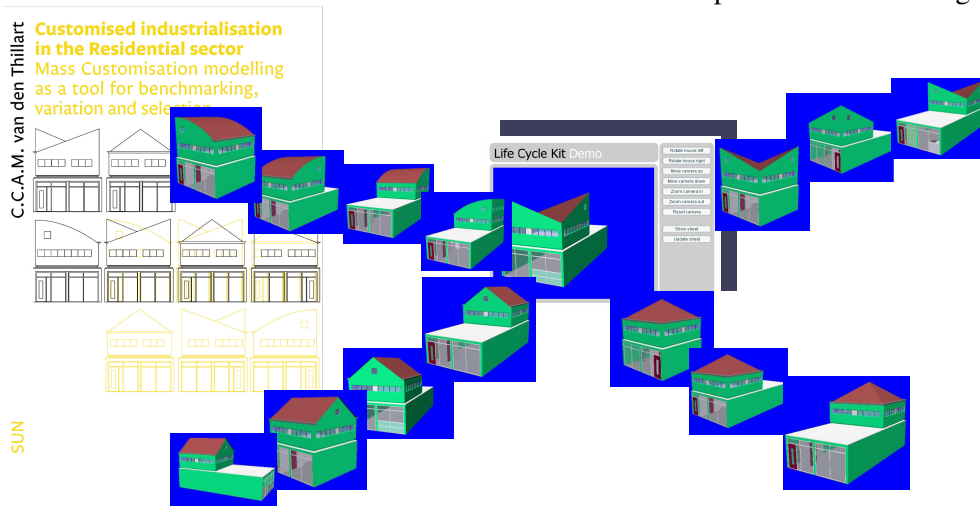 C.C.A.M. van den Thillart
Customised industrialisation
in the Residential sector
Mass Customisation modelling
as a tool for benchmarking,
variation and selection
SUN
Life Cycle Kit Demo
Rotate house left
Rotate house right
Move camera up
Move camera down
Zoom camera in
Zoom camera out
Reset camera
Show street
Update street